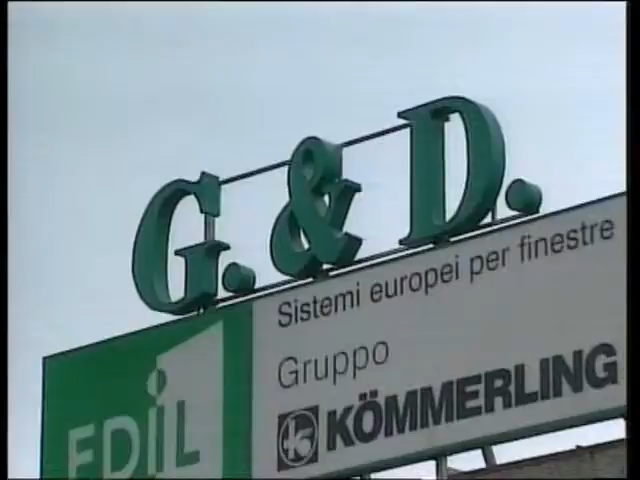 G. & D.
Sistemi europei per finestre
Gruppo
KÖMMERLING
EDIL